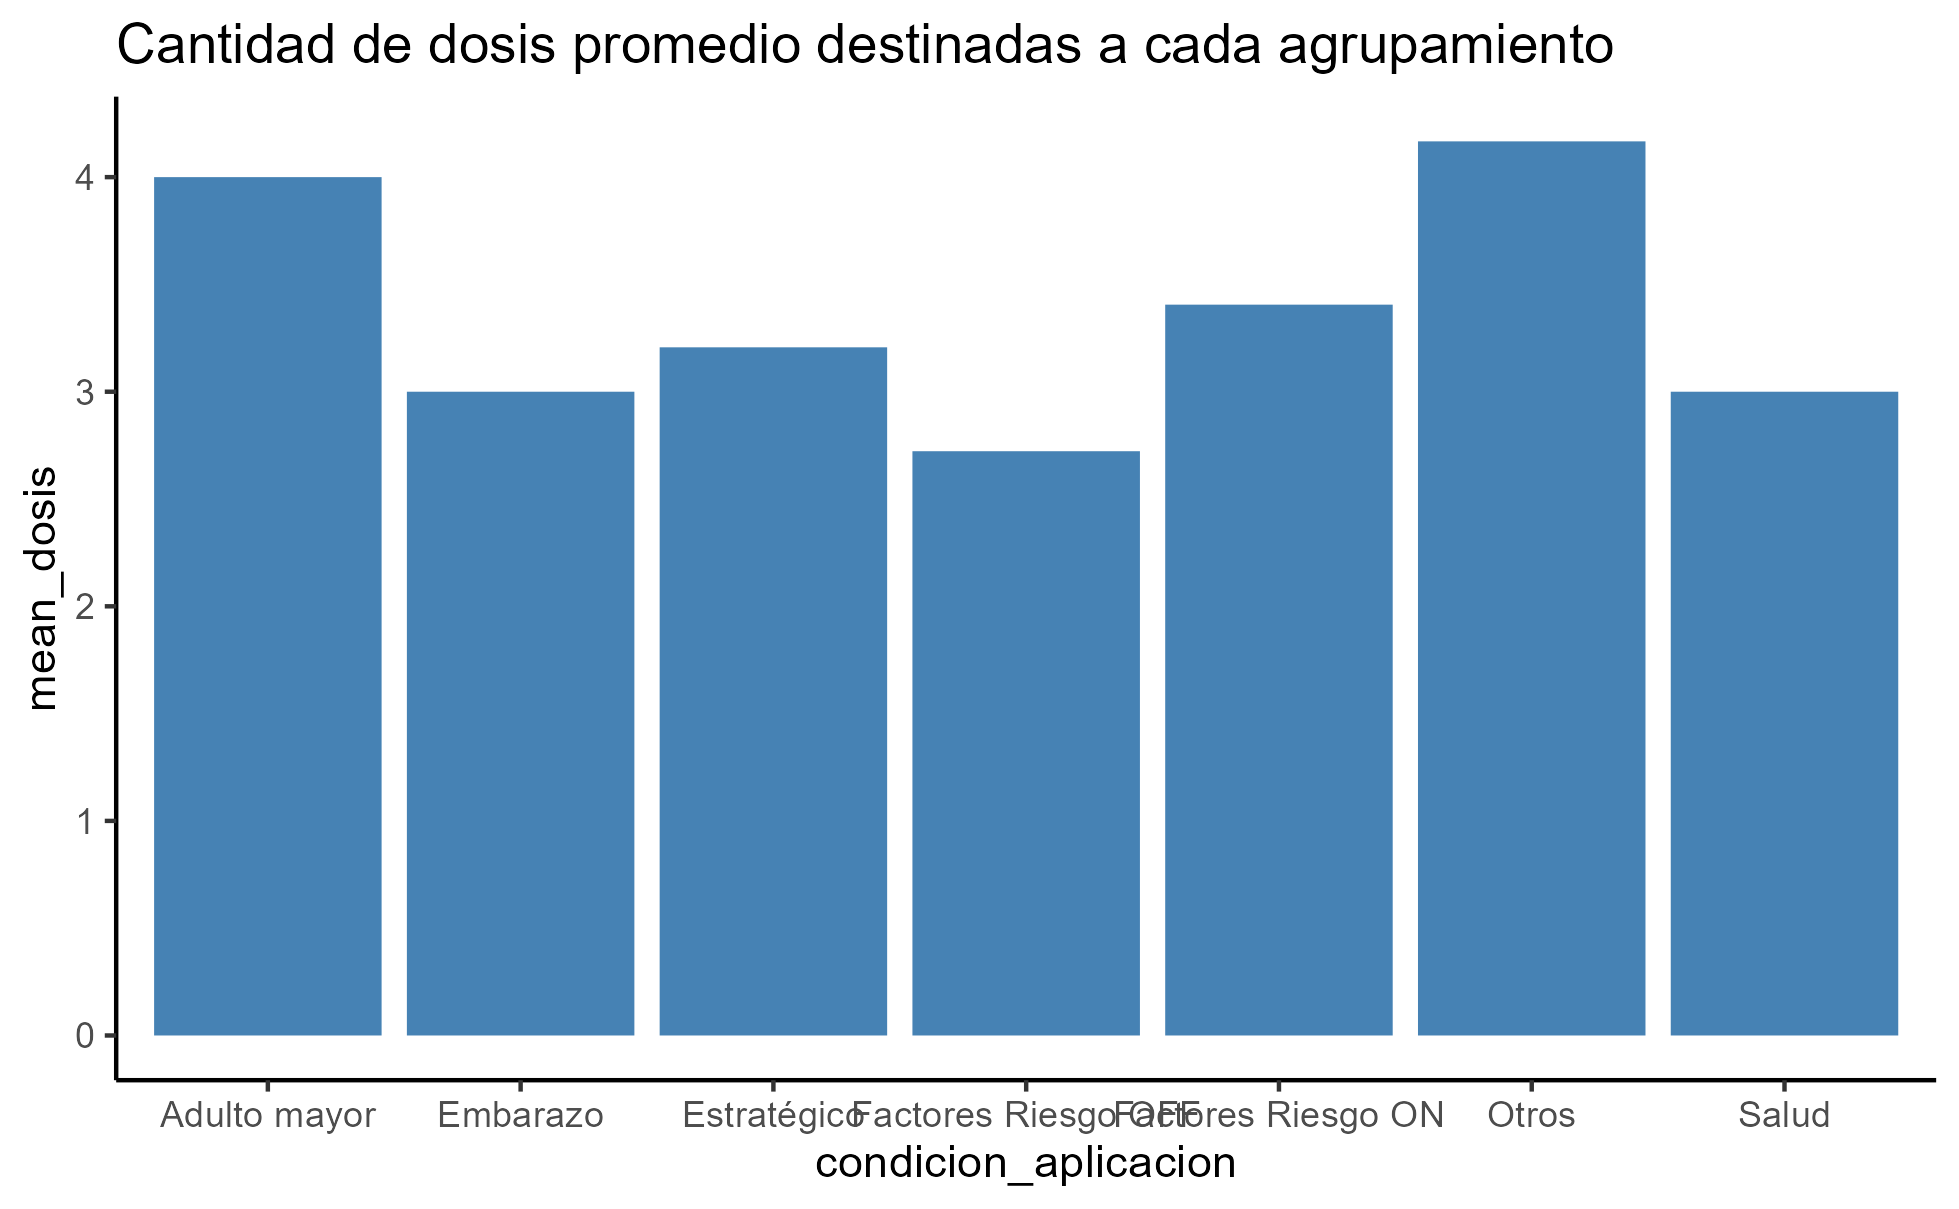 Cantidad de dosis promedio destinadas a cada agrupamiento
mean_dosis
4
3
2
1
0
Adulto mayor Embarazo Estratégico Factores Riesgo OFF Factores Riesgo ON Otros Salud
condicion_aplicacion